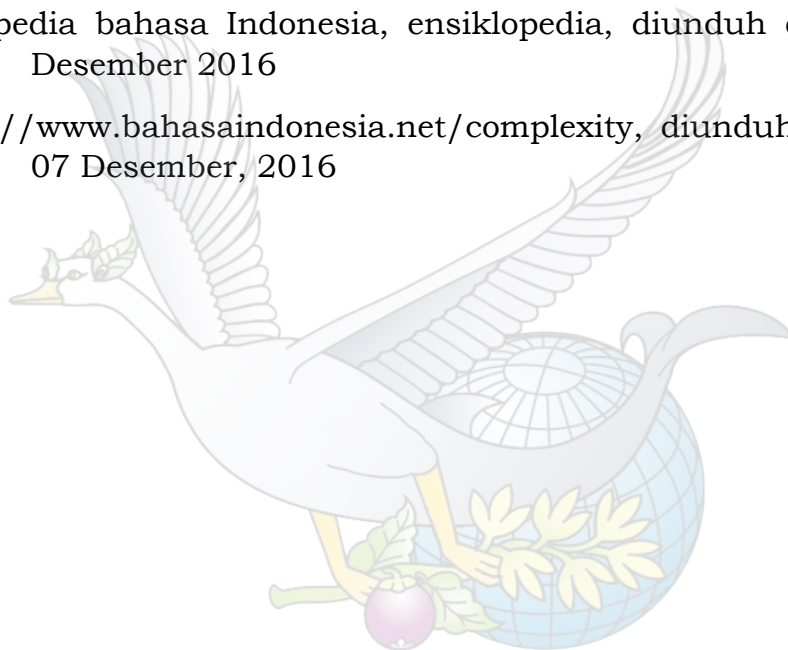 pedia bahasa Indonesia, ensiklopedia, diunduh
Desember 2016
//www.bahasaindonesia.net/complexity, diunduh
07 Desember, 2016